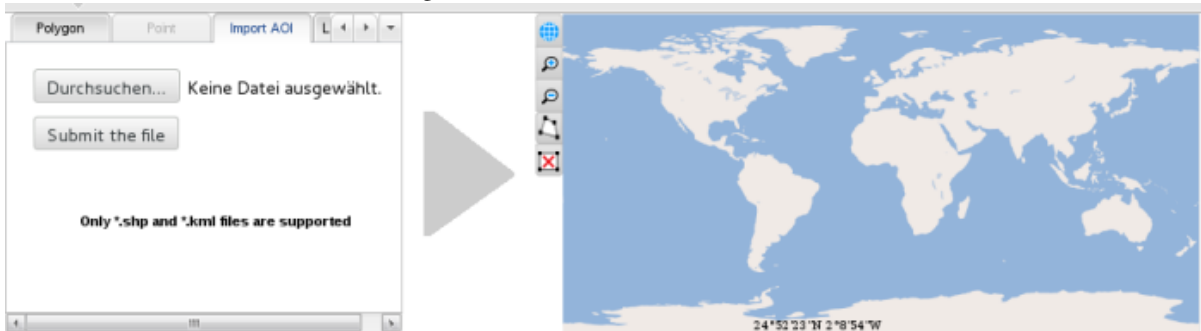 Polygon Point Import AOI L
Durchsuchen... Keine Datei ausgewählt.
Submit the file
Only *.shp and *.kml files are supported
24°52'23"N 2°8'54"W